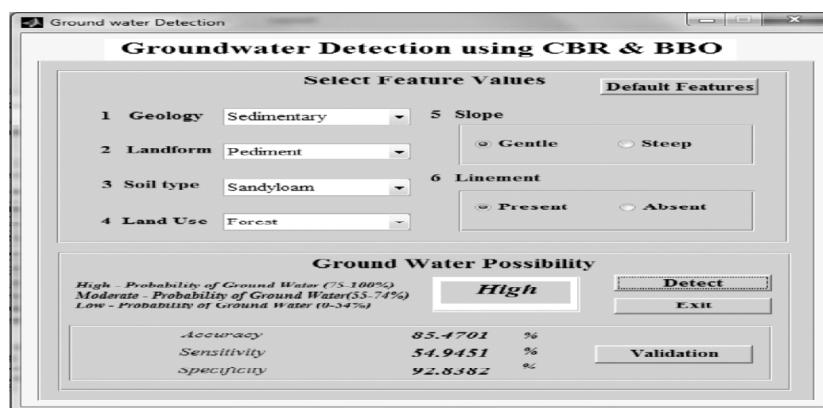 Ground water Detection
Groundwater Detection using CBR & BBO
Select Feature Values
Default Features
1 Geology Sedimentary
2 Landform Pediment
3 Soil type Sandyloam
4 Land Use Forest
5 Slope
Gentle Steep
6 Linement
Present Absent
Ground Water Possibility
High - Probability of Ground Water (75-100%)
Moderate - Probability of Ground Water(55-74%)
Low - Probability of Ground Water (0-54%)
High
Detect
Exit
Accuracy 85.4701 %
Sensitivity 54.9451 %
Specificity 92.8382 %
Validation